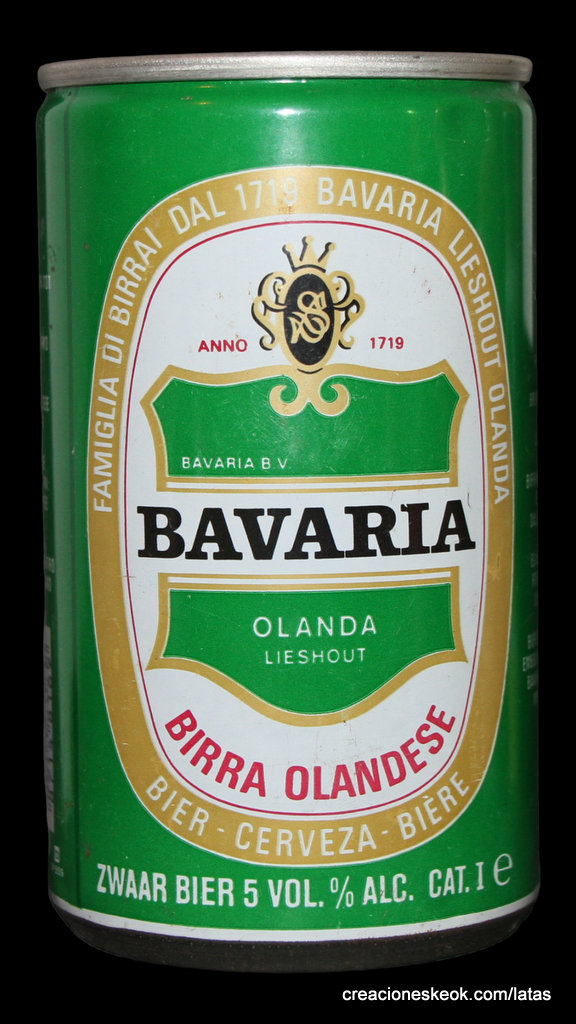 FAMIGLIA DI BIRRAI DAL 1719 BAVARIA LIESHOUT OLANDA
S
ANNO 1719
BAVARIA B V
BAVARIA
OLANDA
LIESHOUT
BIRRA OLANDESE
BIER - CERVEZA - BIÈRE
ZWAAR BIER 5 VOL. % ALC. CAT. I e
creacioneskeok.com/latas